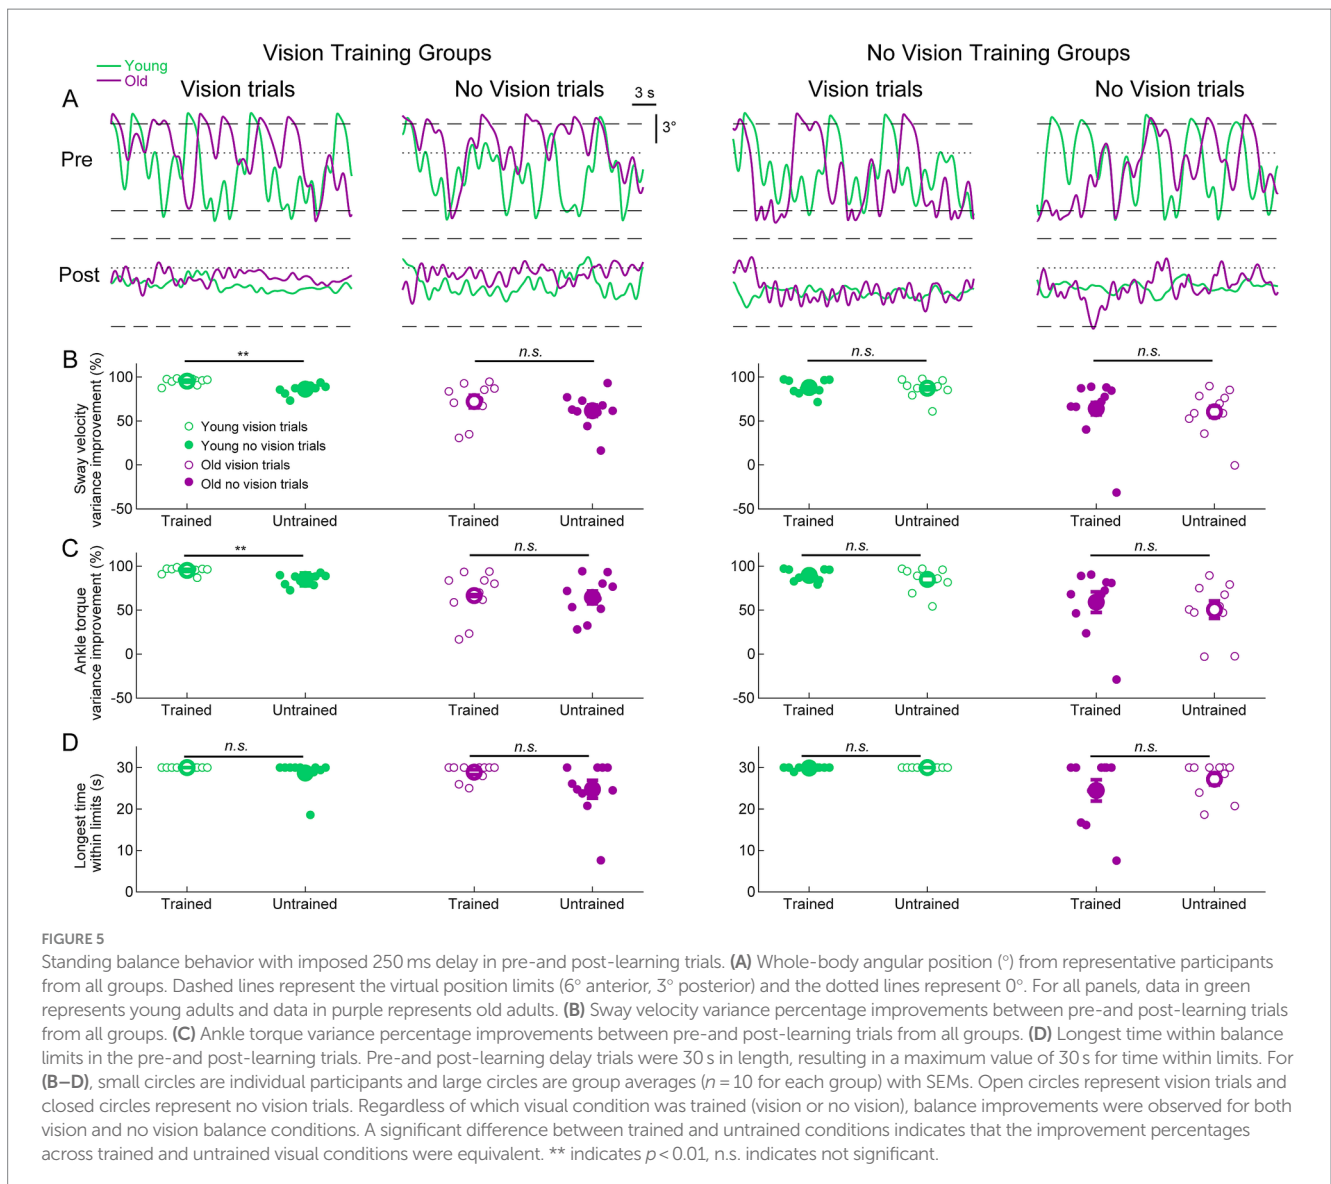 Vision Training Groups
No Vision Training Groups
Young
Old
Vision trials
No Vision trials
Vision trials
No Vision trials
3 s
3°
A
Pre
Post
B
**
n.s.
n.s.
n.s.
Sway velocity
variance improvement (%)
100
50
0
-50
Young vision trials
Young no vision trials
Old vision trials
Old no vision trials
Trained
Untrained
Trained
Untrained
100
50
0
-50
Trained
Untrained
Trained
Untrained
C
**
n.s.
n.s.
n.s.
Ankle torque
variance improvement (%)
100
50
0
-50
Trained
Untrained
Trained
Untrained
100
50
0
-50
Trained
Untrained
Trained
Untrained
D
n.s.
n.s.
n.s.
n.s.
Longest time
within limits (s)
30
20
10
0
Trained
Untrained
Trained
Untrained
30
20
10
0
Trained
Untrained
Trained
Untrained
FIGURE 5
Standing balance behavior with imposed 250 ms delay in pre-and post-learning trials. (A) Whole-body angular position (°) from representative participants
from all groups. Dashed lines represent the virtual position limits (6° anterior, 3° posterior) and the dotted lines represent 0°. For all panels, data in green
represents young adults and data in purple represents old adults. (B) Sway velocity variance percentage improvements between pre-and post-learning trials
from all groups. (C) Ankle torque variance percentage improvements between pre-and post-learning trials from all groups. (D) Longest time within balance
limits in the pre-and post-learning trials. Pre-and post-learning delay trials were 30 s in length, resulting in a maximum value of 30 s for time within limits. For
(B–D), small circles are individual participants and large circles are group averages (n = 10 for each group) with SEMs. Open circles represent vision trials and
closed circles represent no vision trials. Regardless of which visual condition was trained (vision or no vision), balance improvements were observed for both
vision and no vision balance conditions. A significant difference between trained and untrained conditions indicates that the improvement percentages
across trained and untrained visual conditions were equivalent. ** indicates p < 0.01, n.s. indicates not significant.